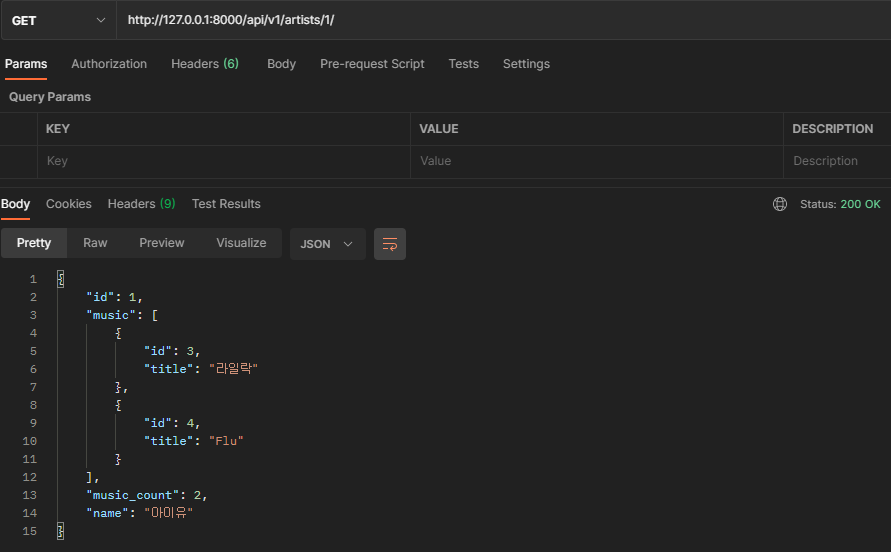 GET http://127.0.0.1:8000/api/v1/artists/1/
Params Authorization Headers (6) Body Pre-request Script Tests Settings
Query Params
KEY VALUE DESCRIPTION
Key Value Description
Body Cookies Headers (9) Test Results Status: 200 OK
Pretty Raw Preview Visualize JSON
1 {
2 "id": 1,
3 "music": [
4 {
5 "id": 3,
6 "title": "라일락"
7 },
8 {
9 "id": 4,
10 "title": "Flu"
11 }
12 ],
13 "music_count": 2,
14 "name": "아이유"
15 }